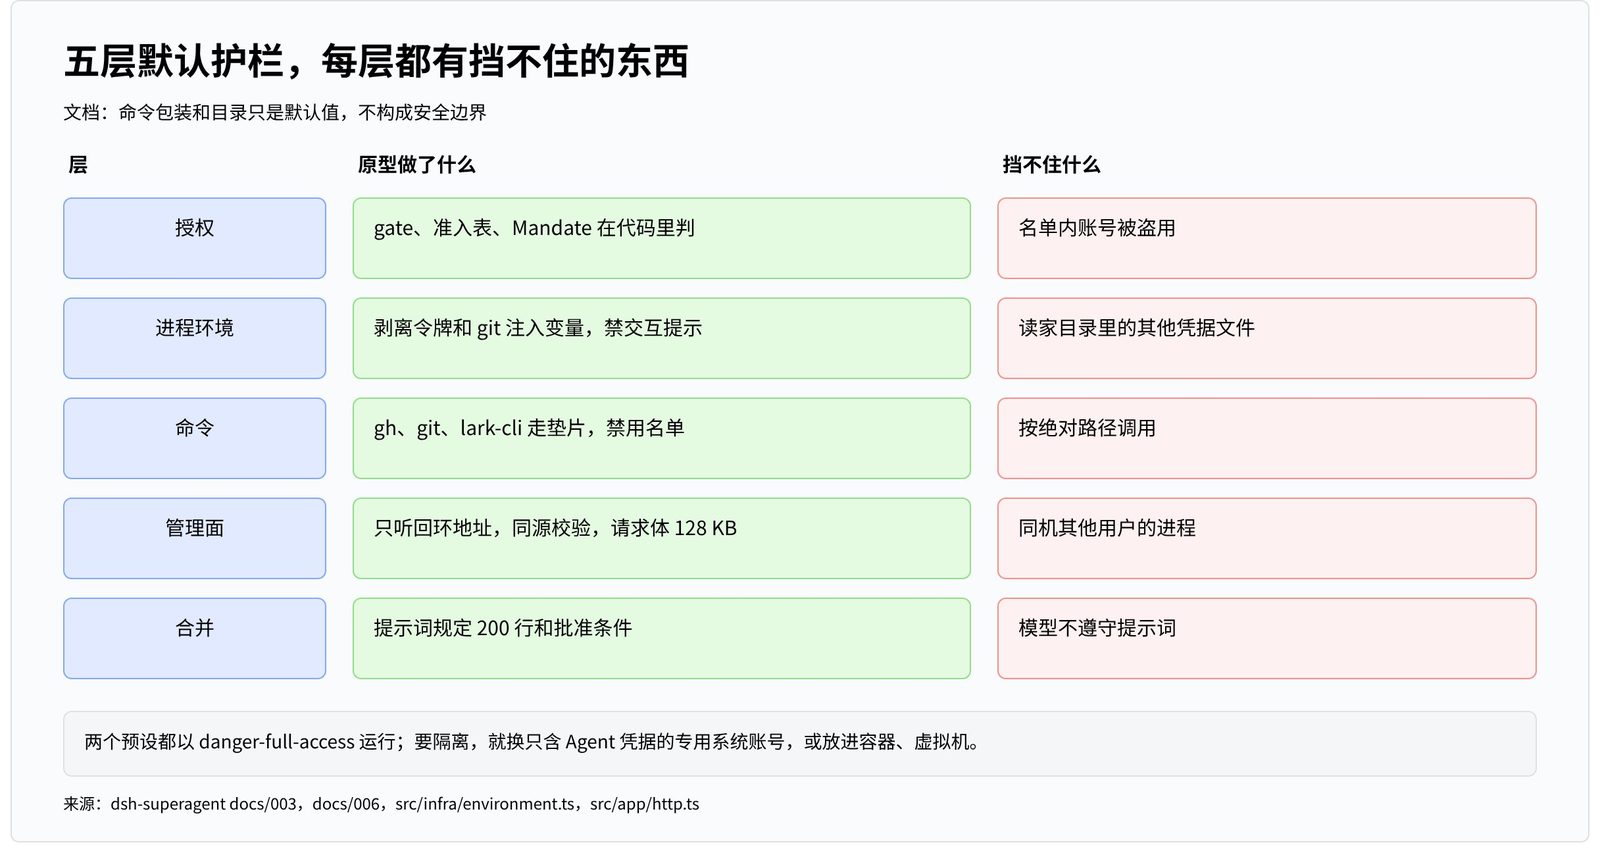 五层默认护栏，每层都有挡不住的东西
文档：命令包装和目录只是默认值，不构成安全边界
层
原型做了什么
挡不住什么
授权
gate、准入表、Mandate 在代码里判
名单内账号被盗用
进程环境
剥离令牌和 git 注入变量，禁交互提示
读家目录里的其他凭据文件
命令
gh、git、lark-cli 走垫片，禁用名单
按绝对路径调用
管理面
只听回环地址，同源校验，请求体 128 KB
同机其他用户的进程
合并
提示词规定 200 行和批准条件
模型不遵守提示词
两个预设都以 danger-full-access 运行；要隔离，就换只含 Agent 凭据的专用系统账号，或放进容器、虚拟机。
来源：dsh-superagent docs/003，docs/006，src/infra/environment.ts，src/app/http.ts